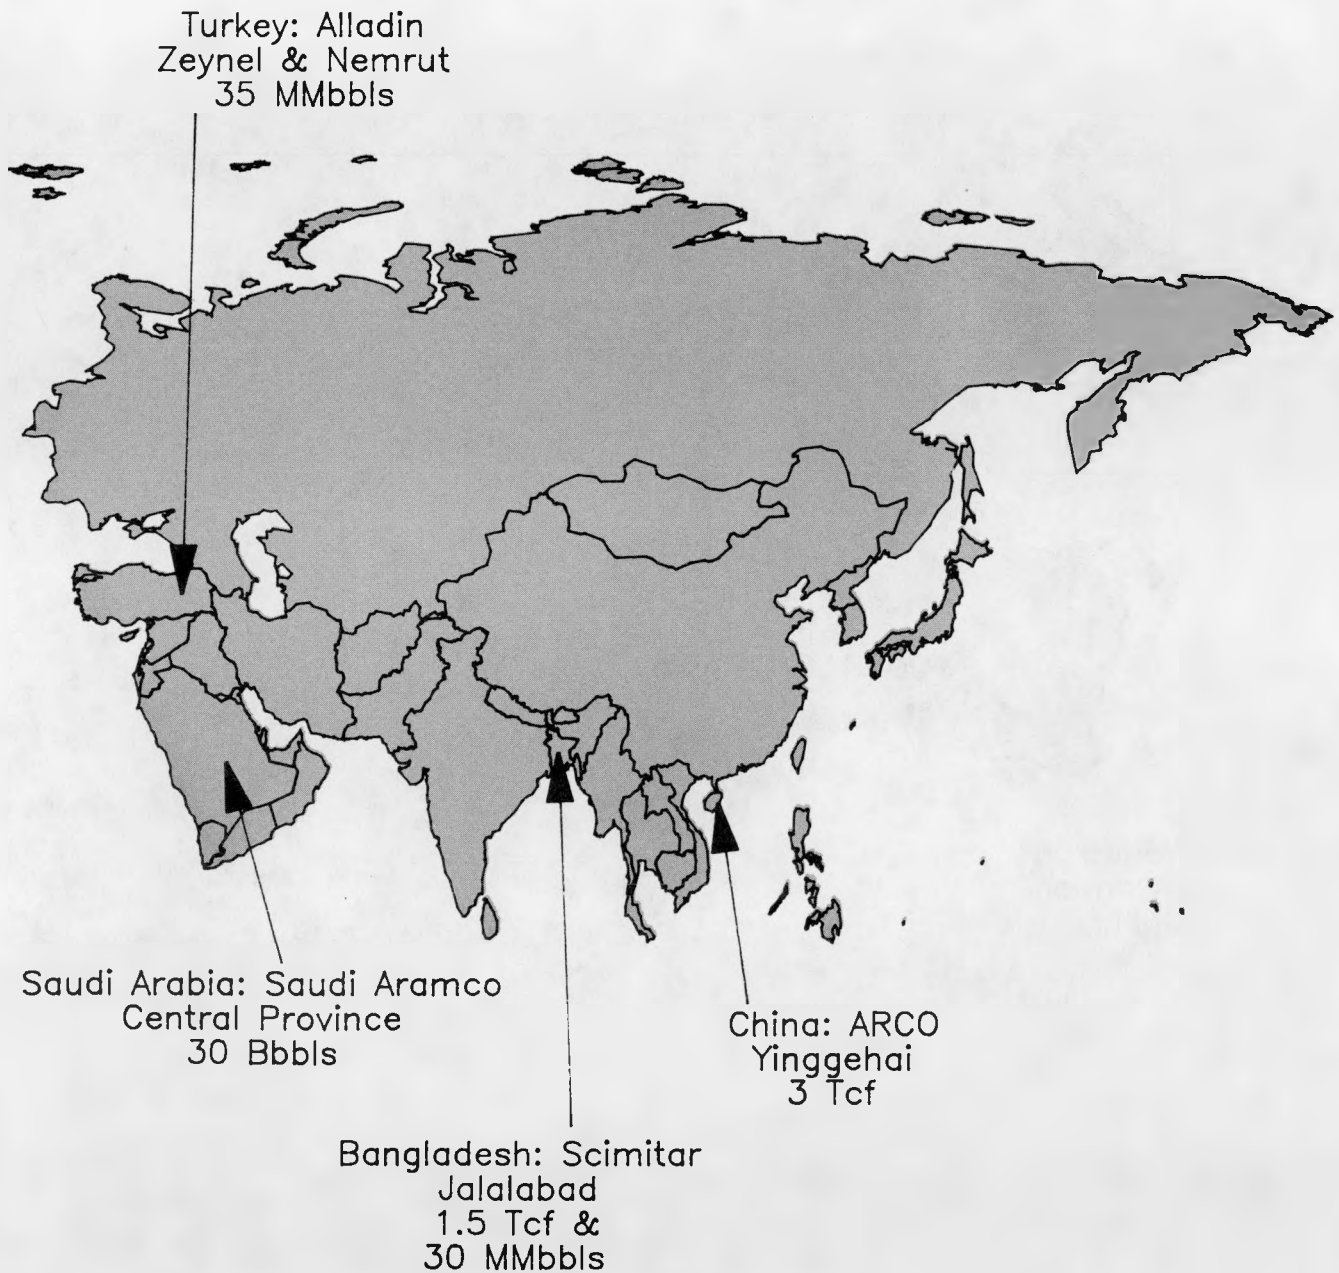 Turkey: Alladin
Zeynel & Nemrut
35 MMbbls
Saudi Arabia: Saudi Aramco
Central Province
30 Bbbls
China: ARCO
Yinggehai
3 Tcf
Bangladesh: Scimitar
Jalalabad
1.5 Tcf &
30 MMbbls